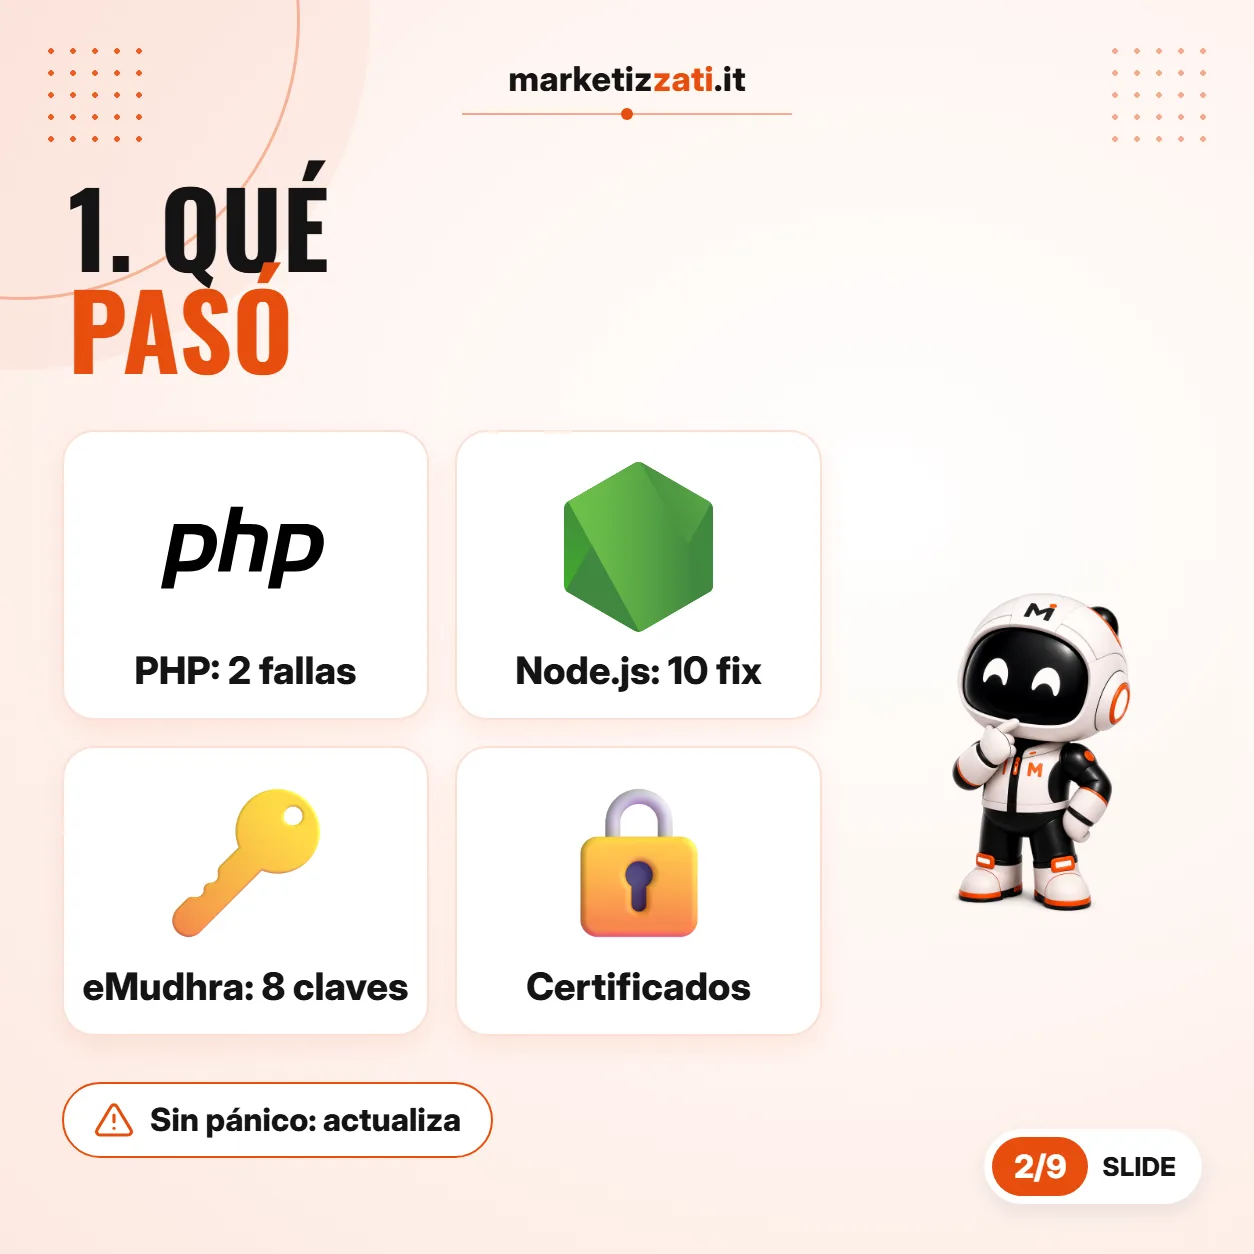 marketizzati.it
1. QUÉ
PASÓ
php
PHP: 2 fallas
Node.js: 10 fix
eMudhra: 8 claves
Certificados
M
M
Sin pánico: actualiza
2/9 SLIDE